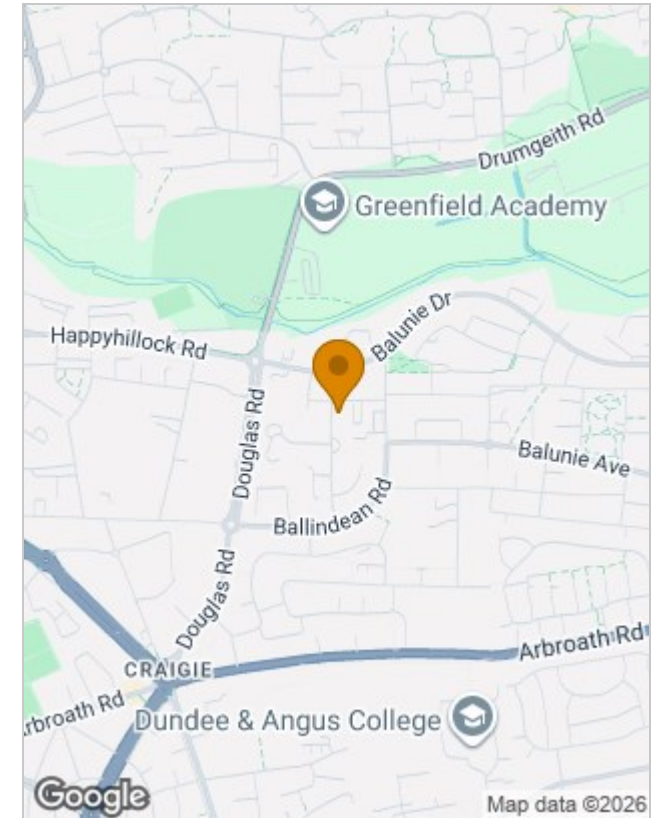 Drumgeith Rd
Greenfield Academy
Balunie Dr
Happyhillock Rd
Douglas Rd
Balunie Ave
Ballindean Rd
Douglas Rd
Arbroath Rd
CRAIGIE
rbroath Rd
Dundee & Angus College
Google
Map data ©2026